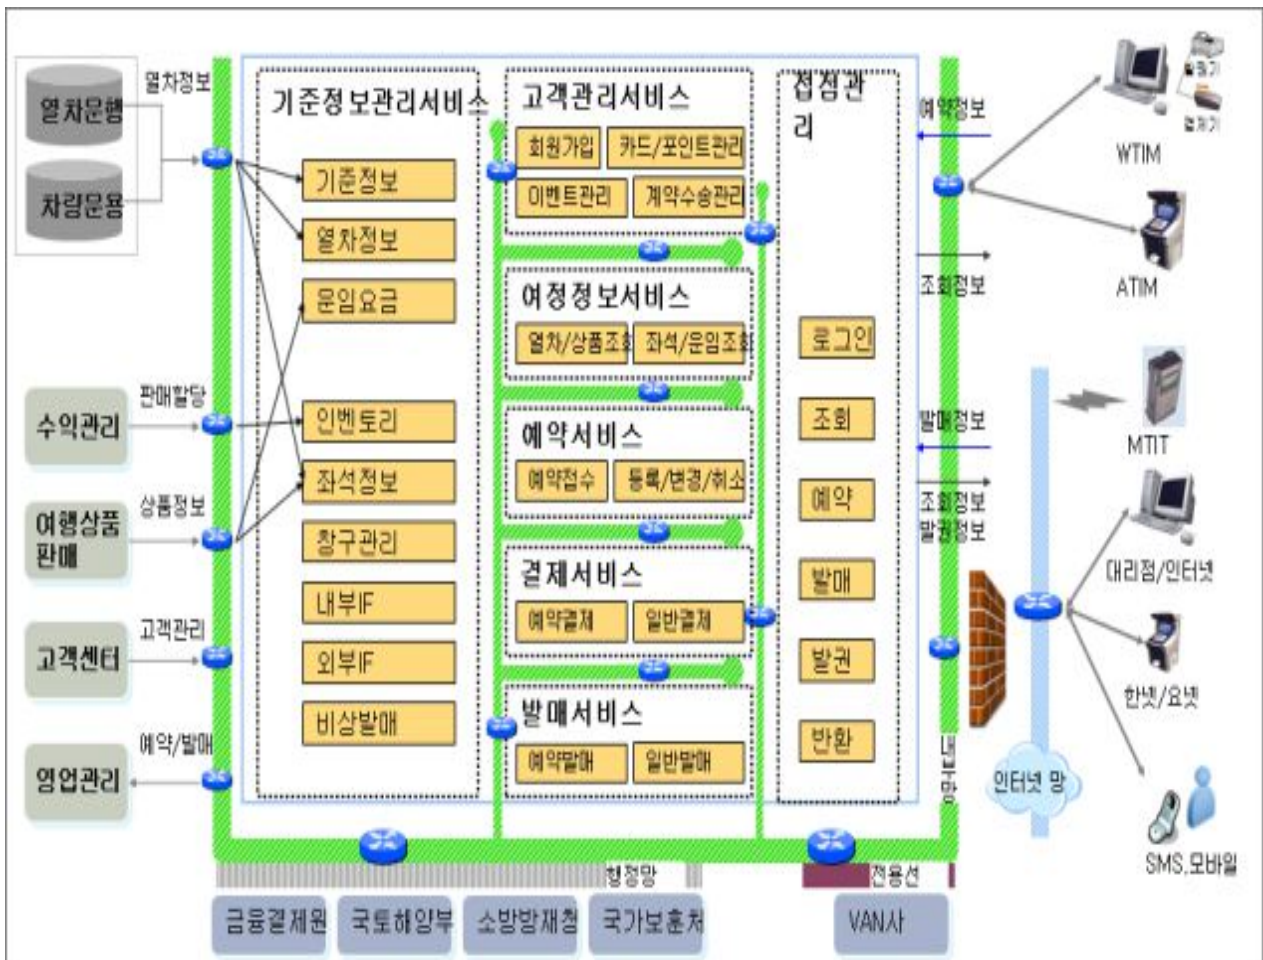 열차정보
열차운행
차량운용
수익관리
판매할당
여행상품
판매
상품정보
고객센터
고객관리
영업관리
예약/발매
기준정보관리서비스
기준정보
열차정보
운임요금
인벤토리
좌석정보
창구관리
내부IF
외부IF
비상발매
고객관리서비스
회원가입
카드/포인트관리
이벤트관리
계약수송관리
여정정보서비스
열차/상품조회
좌석/운임조회
예약서비스
예약접수
등록/변경/취소
결제서비스
예약결제
일반결제
발매서비스
예약발매
일반발매
접점관
리
로그인
조회
예약
발매
발권
반환
예약정보
조회정보
발매정보
조회정보
발권정보
내부망
WTIM
ATIM
MTIT
대리점/인터넷
한넷/요넷
SMS,모바일
인터넷 망
행정망
전용선
금융결제원
국토해양부
소방방재청
국가보훈처
VAN사